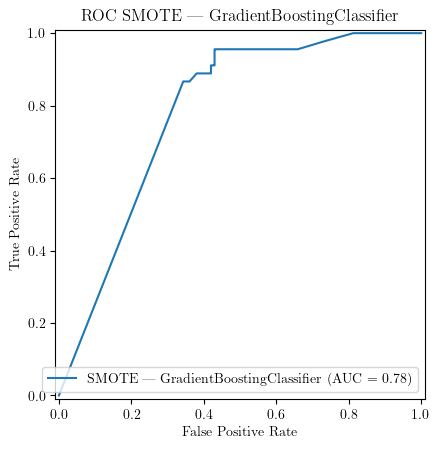 ROC SMOTE — GradientBoostingClassifier
1.0
0.8
0.6
0.4
0.2
0.0
True Positive Rate
SMOTE — GradientBoostingClassifier (AUC = 0.78)
0.0 0.2 0.4 0.6 0.8 1.0
False Positive Rate